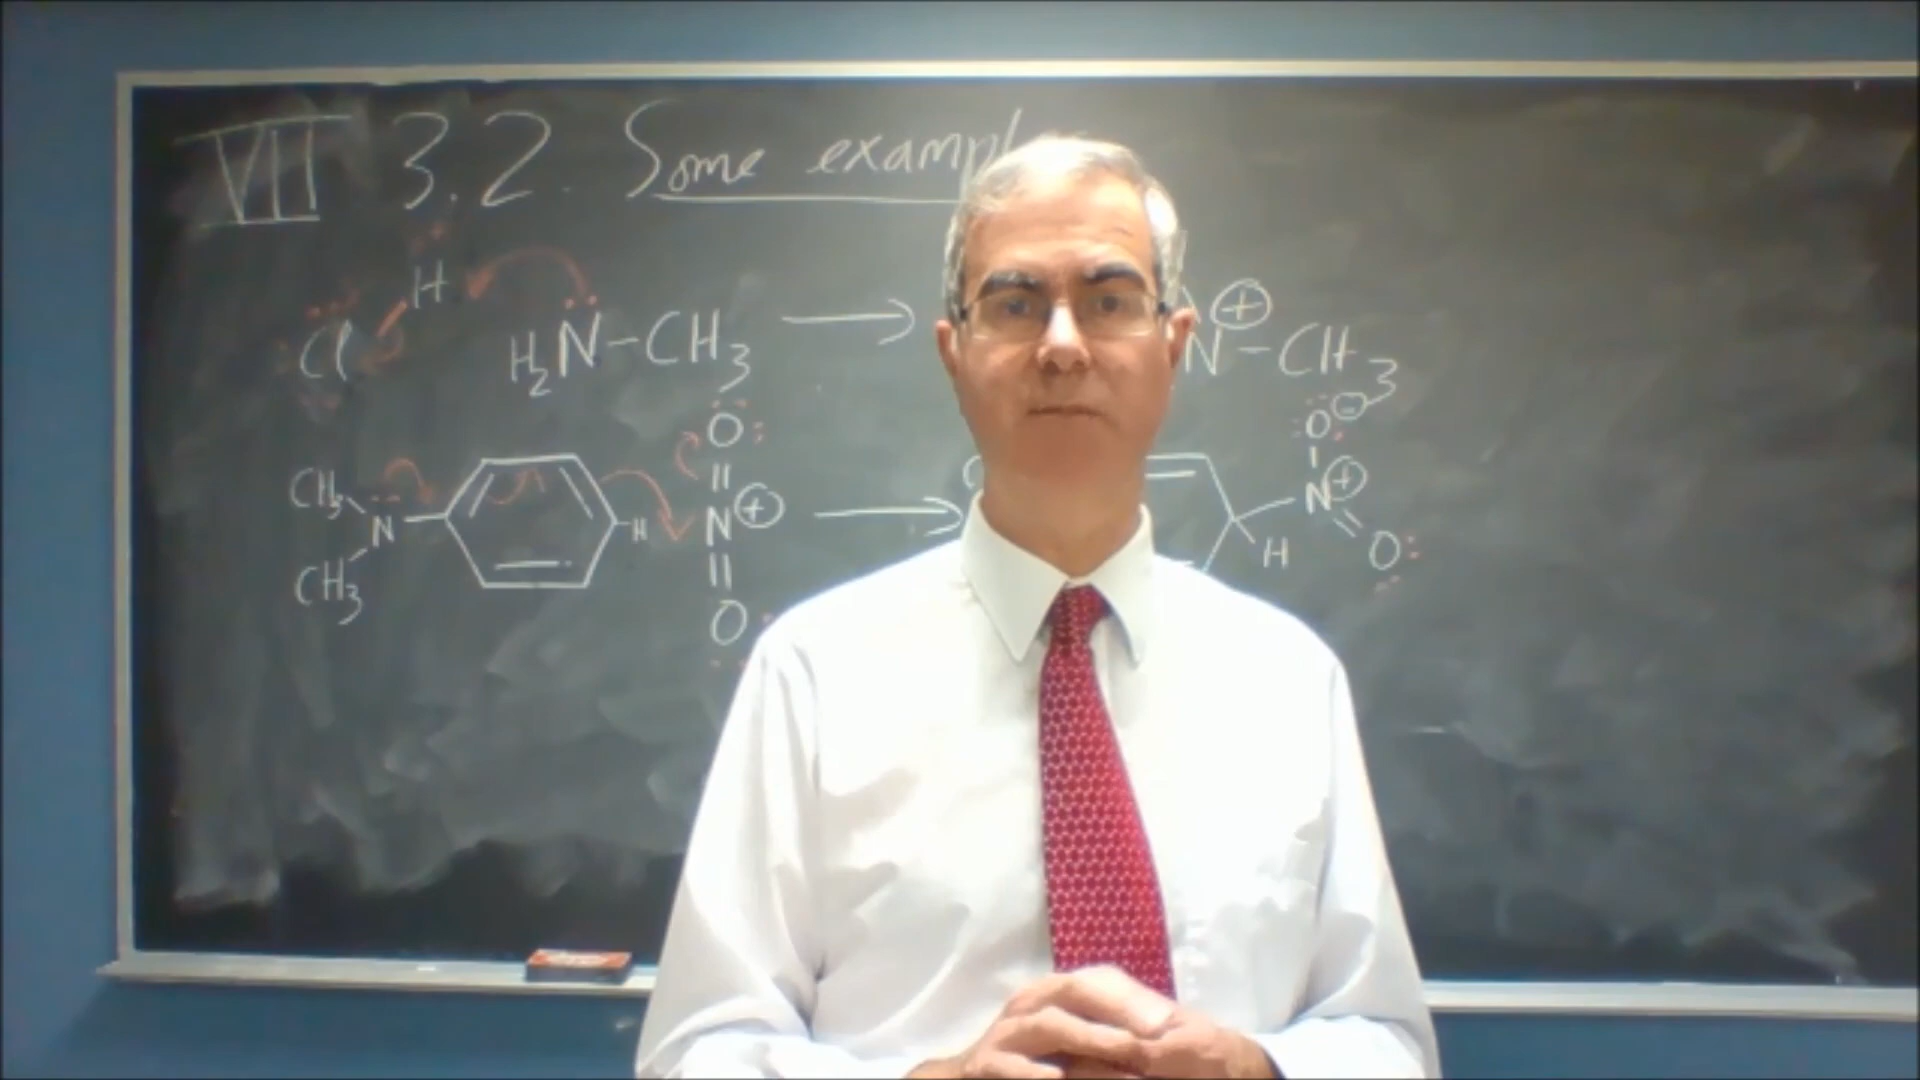 VII 3.2. Some exampl
H
Cl H₂N-CH₃ → N⊕-CH₃
O O⊖
CH₃ N⊕ N⊕
N H → H O
CH₃ O